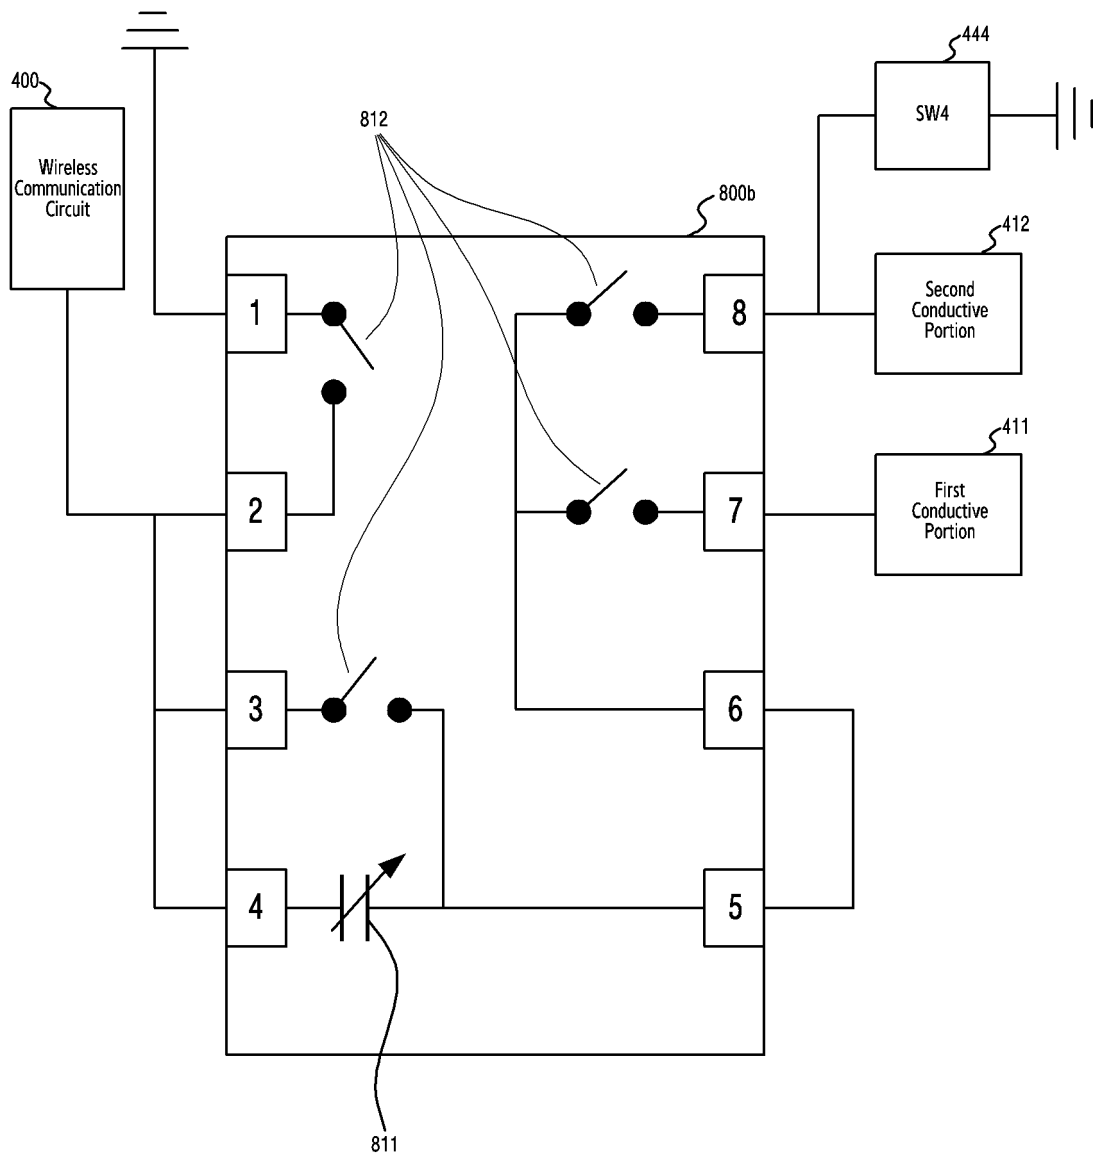 444
400
SW4
812
Wireless
Communication
Circuit
800b
412
1
8
Second
Conductive
Portion
411
2
7
First
Conductive
Portion
3
6
4
5
811